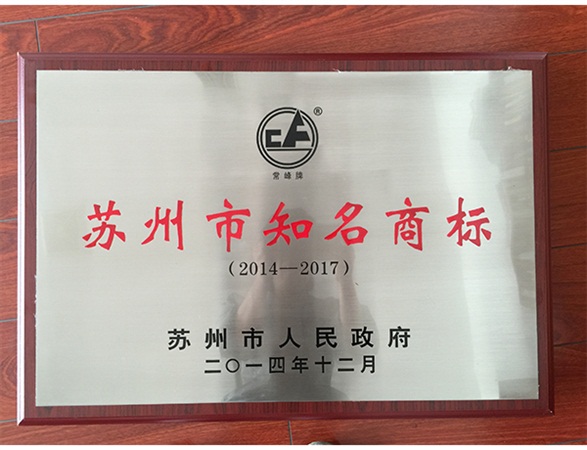 CF®
常峰牌
苏州市知名商标
(2014—2017)
苏州市人民政府
二〇一四年十二月